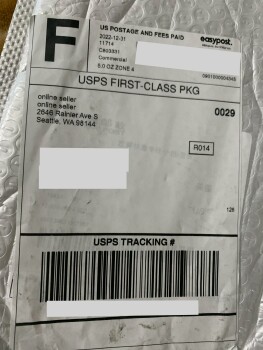 F
US POSTAGE AND FEES PAID
2022-12-31
11714
C803351
Commercial
5.0 OZ ZONE 4
easypost
USPS FIRST-CLASS PKG
online seller
online seller
2646 Rainier Ave S
Seattle, WA 98144
0029
R014
USPS TRACKING #